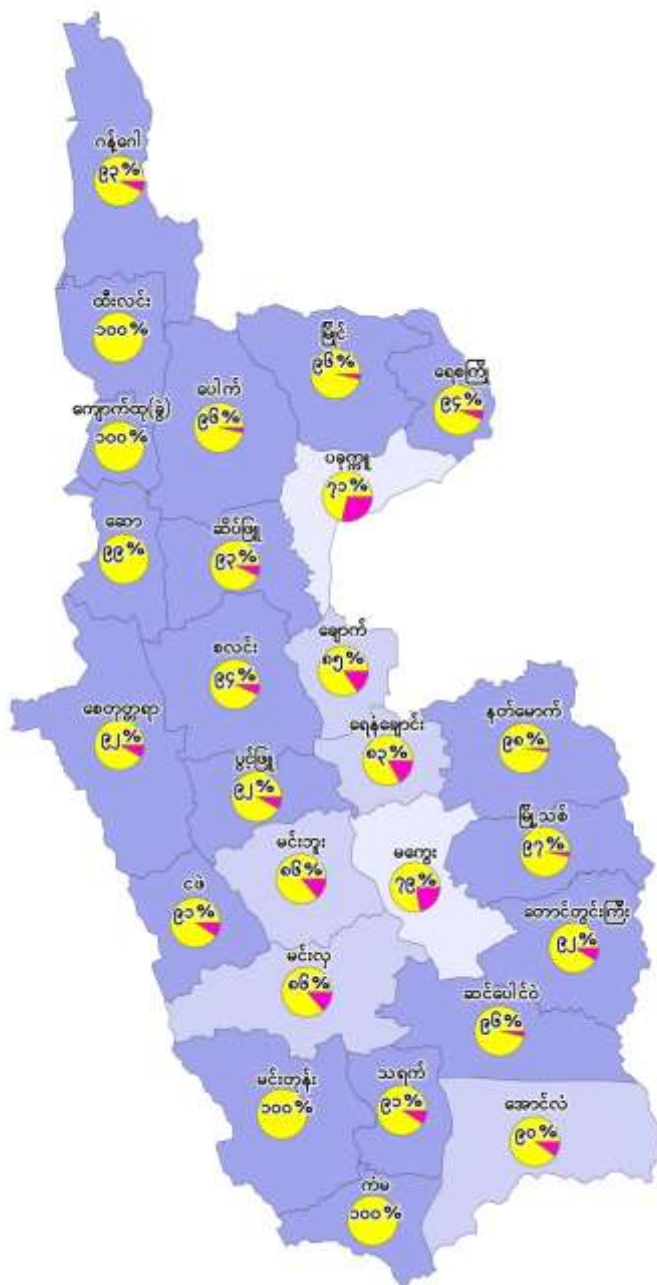 ဂန့်ဂေါ
၉၃%
ထီးလင်း
၁၀၀%
မြိုင်
၉၆%
ရေစကြို
၉၄%
ကျောက်ထု(ခွဲ)
၁၀၀%
ပေါက်
၉၆%
ပခုက္ကူ
၇၁%
ဆော
၉၉%
ဆိပ်ဖြူ
၉၃%
စလင်း
၉၄%
ချောက်
၈၅%
စေတုတ္တရာ
၉၂%
ရေနံချောင်း
၈၃%
နတ်မောက်
၉၈%
ပွင့်ဖြူ
၉၂%
မြို့သစ်
၉၇%
မင်းဘူး
၈၆%
မကွေး
၇၉%
ငဖဲ
၉၁%
တောင်တွင်းကြီး
၉၂%
မင်းလှ
၈၆%
ဆင်ပေါင်ဝဲ
၉၆%
မင်းတုန်း
၁၀၀%
သရက်
၉၁%
အောင်လံ
၉၀%
ကံမ
၁၀၀%